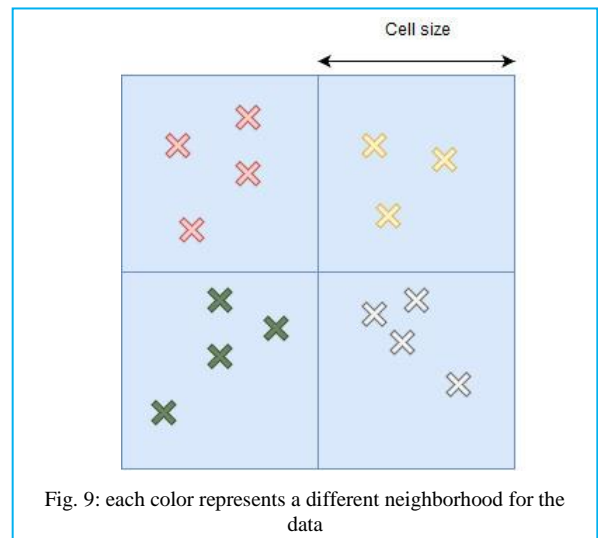 Cell size
Fig. 9: each color represents a different neighborhood for the
data